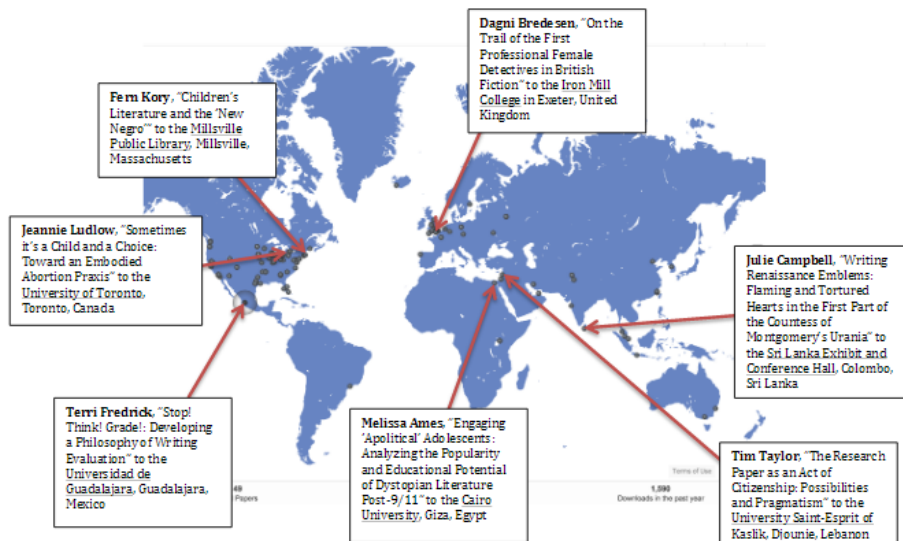 Dagni Bredesen, “On the
Trail of the First
Professional Female
Detectives in British
Fiction” to the Iron Mill
College in Exeter, United
Kingdom
Fern Kory, “Children’s
Literature and the ‘New
Negro’” to the Millsville
Public Library, Millsville,
Massachusetts
Jeannie Ludlow, “Sometimes
it’s a Child and a Choice:
Toward an Embodied
Abortion Praxis” to the
University of Toronto,
Toronto, Canada
Julie Campbell, “Writing
Renaissance Emblems:
Flaming and Tortured
Hearts in the First Part of
the Countess of
Montgomery’s Urania” to
the Sri Lanka Exhibit and
Conference Hall, Colombo,
Sri Lanka
Terri Fredrick, “Stop!
Think! Grade!: Developing
a Philosophy of Writing
Evaluation” to the
Universidad de
Guadalajara, Guadalajara,
Mexico
Melissa Ames, “Engaging
‘Apolitical’ Adolescents:
Analyzing the Popularity
and Educational Potential
of Dystopian Literature
Post-9/11” to the Cairo
University, Giza, Egypt
Tim Taylor, “The Research
Paper as an Act of
Citizenship: Possibilities
and Pragmatism” to the
University Saint-Esprit of
Kaslik, Djounie, Lebanon
Terms of Use
49
Papers
1,590
Downloads in the past year